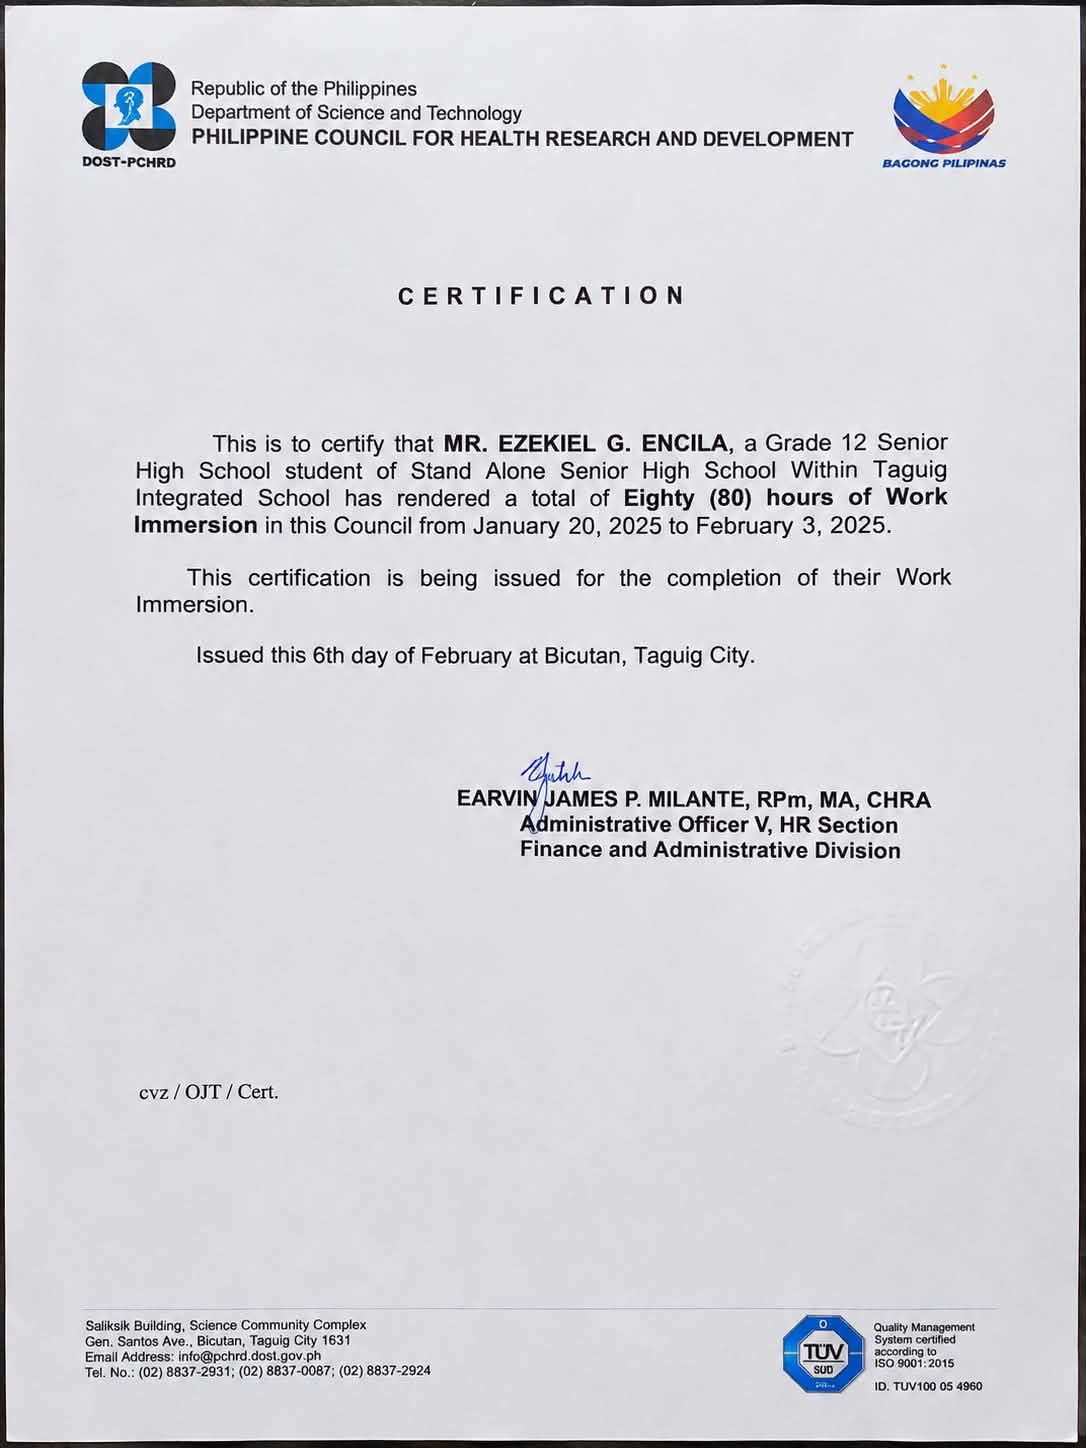 Republic of the Philippines
Department of Science and Technology
PHILIPPINE COUNCIL FOR HEALTH RESEARCH AND DEVELOPMENT
DOST-PCHRD
BAGONG PILIPINAS
CERTIFICATION
This is to certify that MR. EZEKIEL G. ENCILA, a Grade 12 Senior
High School student of Stand Alone Senior High School Within Taguig
Integrated School has rendered a total of Eighty (80) hours of Work
Immersion in this Council from January 20, 2025 to February 3, 2025.
This certification is being issued for the completion of their Work
Immersion.
Issued this 6th day of February at Bicutan, Taguig City.
EARVIN JAMES P. MILANTE, RPm, MA, CHRA
Administrative Officer V, HR Section
Finance and Administrative Division
cvz / OJT / Cert.
Saliksik Building, Science Community Complex
Gen. Santos Ave., Bicutan, Taguig City 1631
Email Address: info@pchrd.dost.gov.ph
Tel. No.: (02) 8837-2931; (02) 8837-0087; (02) 8837-2924
TÜV
SÜD
Quality Management
System certified
according to
ISO 9001:2015
ID. TUV100 05 4960